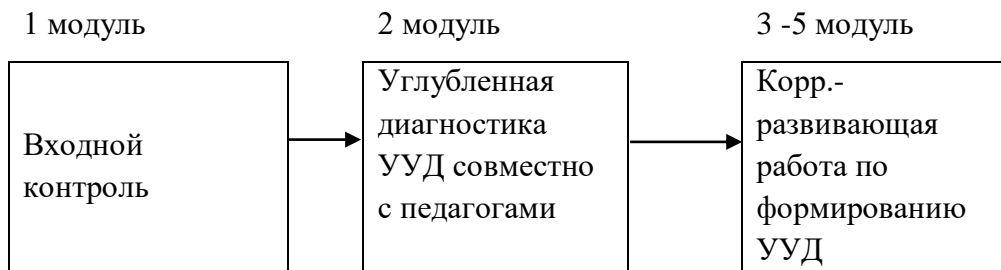 1 модуль
2 модуль
3 -5 модуль
Входной
контроль
Углубленная
диагностика
УУД совместно
с педагогами
Корр.-
развивающая
работа по
формированию
УУД